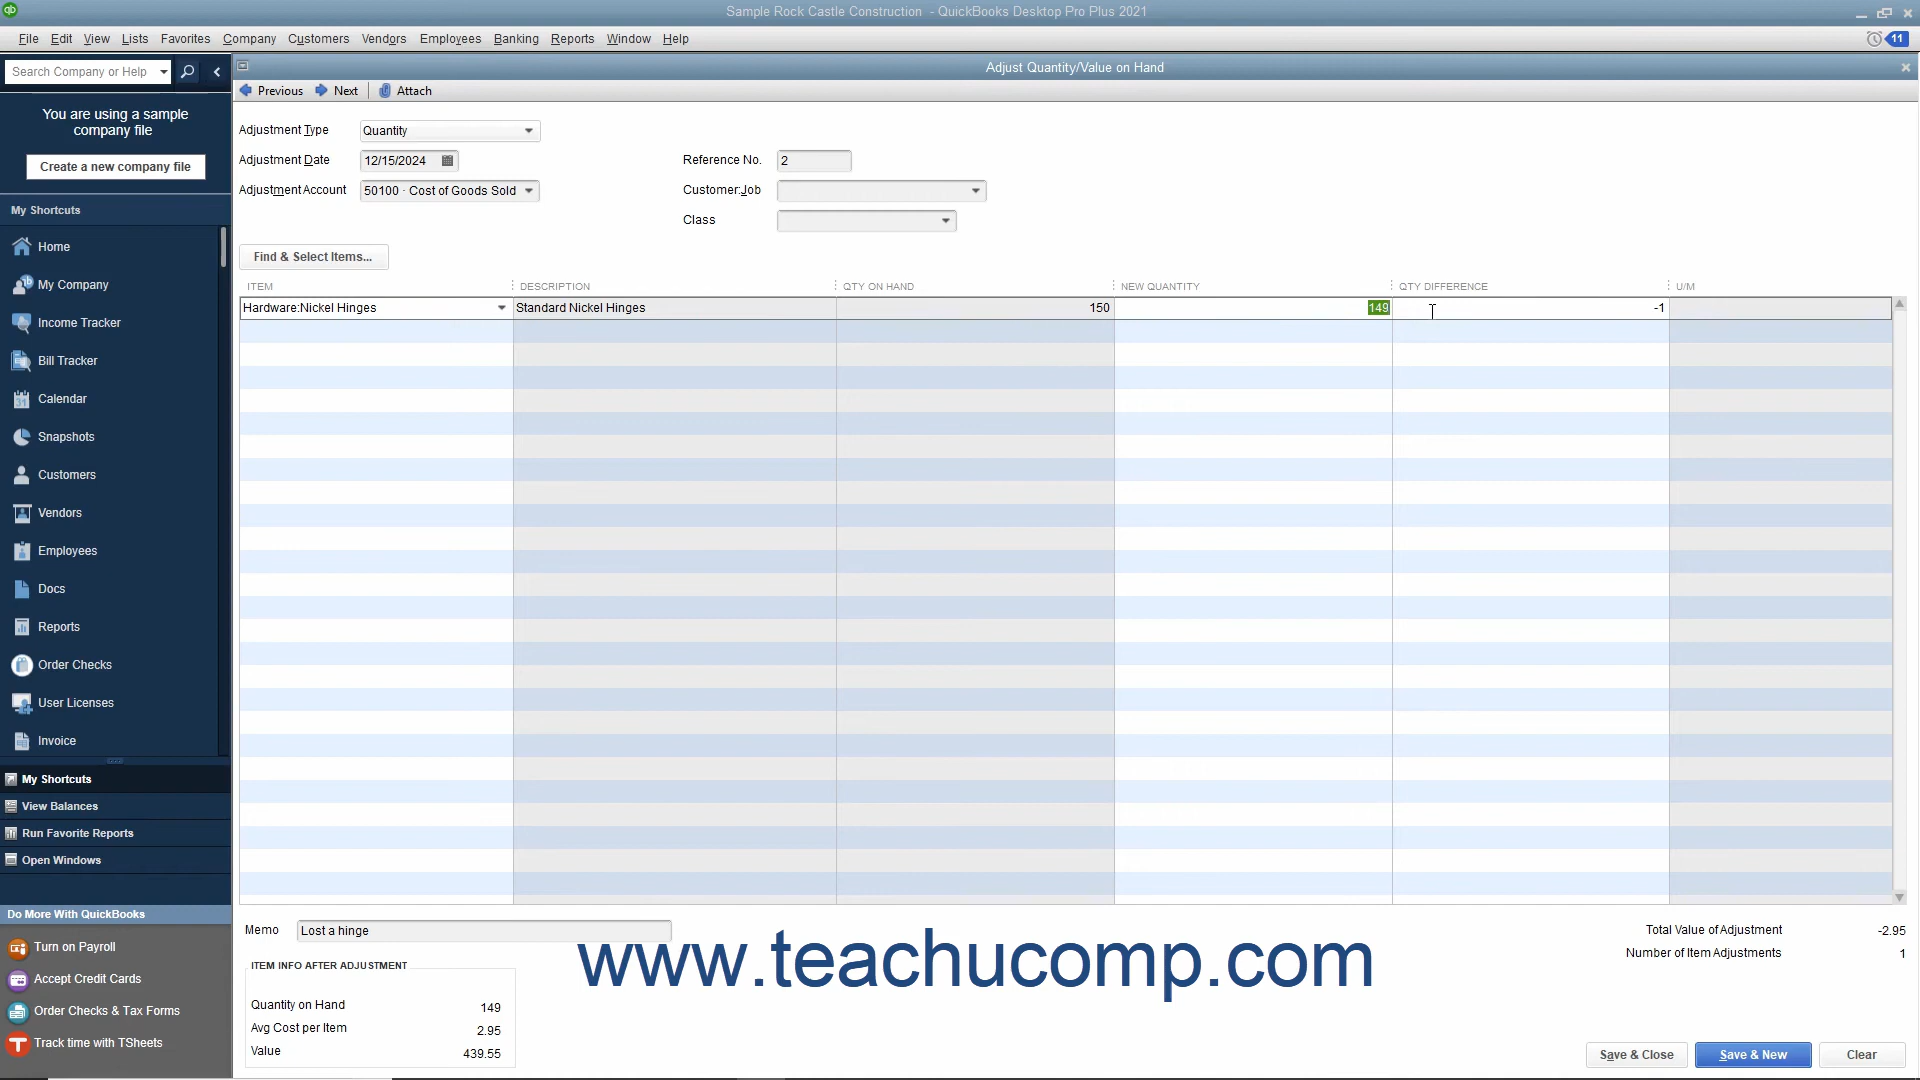 qb
Sample Rock Castle Construction - QuickBooks Desktop Pro Plus 2021
File Edit View Lists Favorites Company Customers Vendors Employees Banking Reports Window Help
11
Search Company or Help
Adjust Quantity/Value on Hand
Previous Next Attach
You are using a sample
company file
Create a new company file
My Shortcuts
Home
My Company
Income Tracker
Bill Tracker
31
Calendar
Snapshots
Customers
Vendors
Employees
Docs
Reports
Order Checks
User Licenses
Invoice
My Shortcuts
View Balances
Run Favorite Reports
Open Windows
Do More With QuickBooks
Turn on Payroll
Accept Credit Cards
Order Checks & Tax Forms
Track time with TSheets
Adjustment Type Quantity
Adjustment Date 12/15/2024 Reference No. 2
Adjustment Account 50100 · Cost of Goods Sold Customer:Job
Class
Find & Select Items...
ITEM DESCRIPTION QTY ON HAND NEW QUANTITY QTY DIFFERENCE U/M
Hardware:Nickel Hinges Standard Nickel Hinges 150 149 -1
Memo Lost a hinge
Total Value of Adjustment -2.95
Number of Item Adjustments 1
www.teachucomp.com
ITEM INFO AFTER ADJUSTMENT
Quantity on Hand 149
Avg Cost per Item 2.95
Value 439.55
Save & Close Save & New Clear